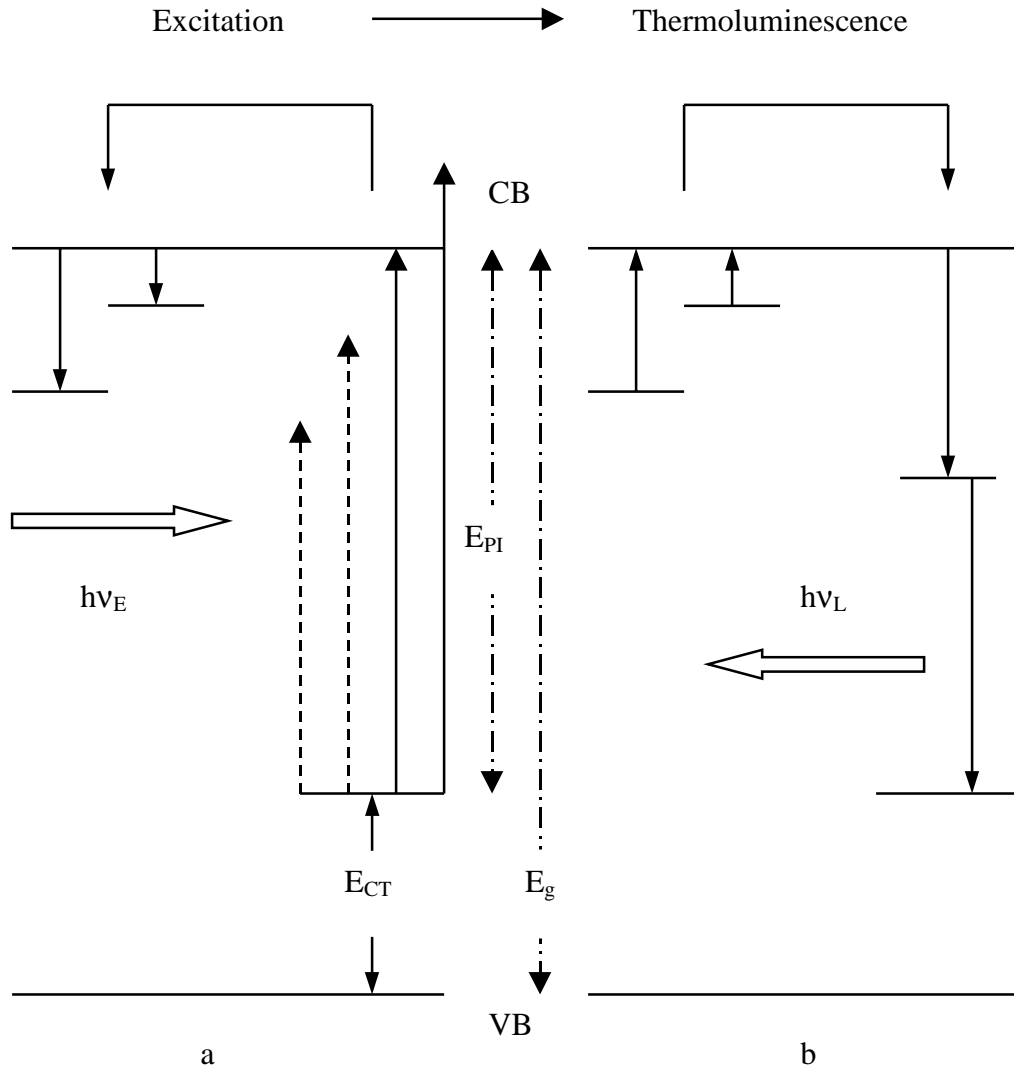 Excitation Thermoluminescence
CB
E_PI
hν_E hν_L
E_CT E_g
VB
a b